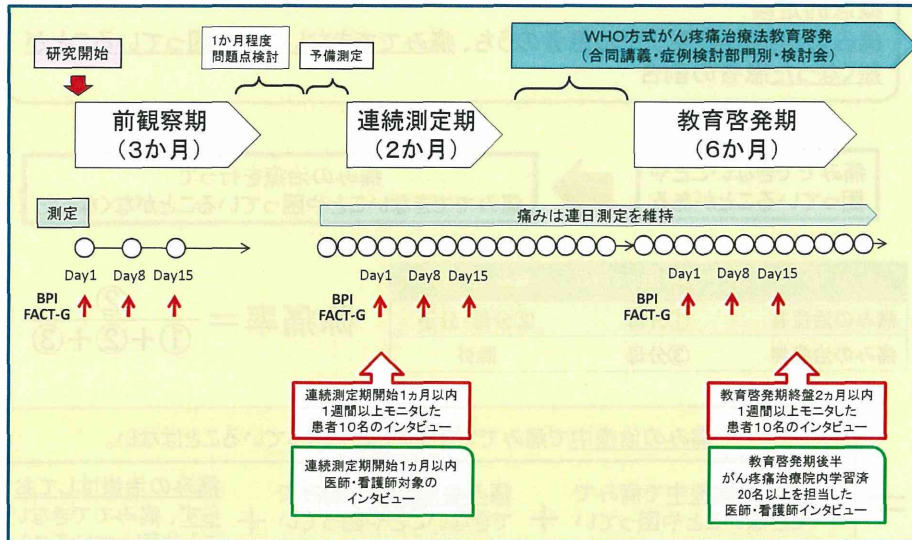 研究開始
1か月程度
問題点検討
予備測定
WHO方式がん疼痛治療法教育啓発
(合同講義・症例検討部門別・検討会)
前観察期
(3か月)
連続測定期
(2か月)
教育啓発期
(6か月)
測定
痛みは連日測定を維持
Day1 Day8 Day15
Day1 Day8 Day15
Day1 Day8 Day15
BPI
FACT-G
BPI
FACT-G
BPI
FACT-G
連続測定期開始1ヵ月以内
1週間以上モニタした
患者10名のインタビュー
教育啓発期終盤2ヵ月以内
1週間以上モニタした
患者10名のインタビュー
連続測定期開始1ヵ月以内
医師・看護師対象の
インタビュー
教育啓発期後半
がん疼痛治療院内学習済
20名以上を担当した
医師・看護師インタビュー